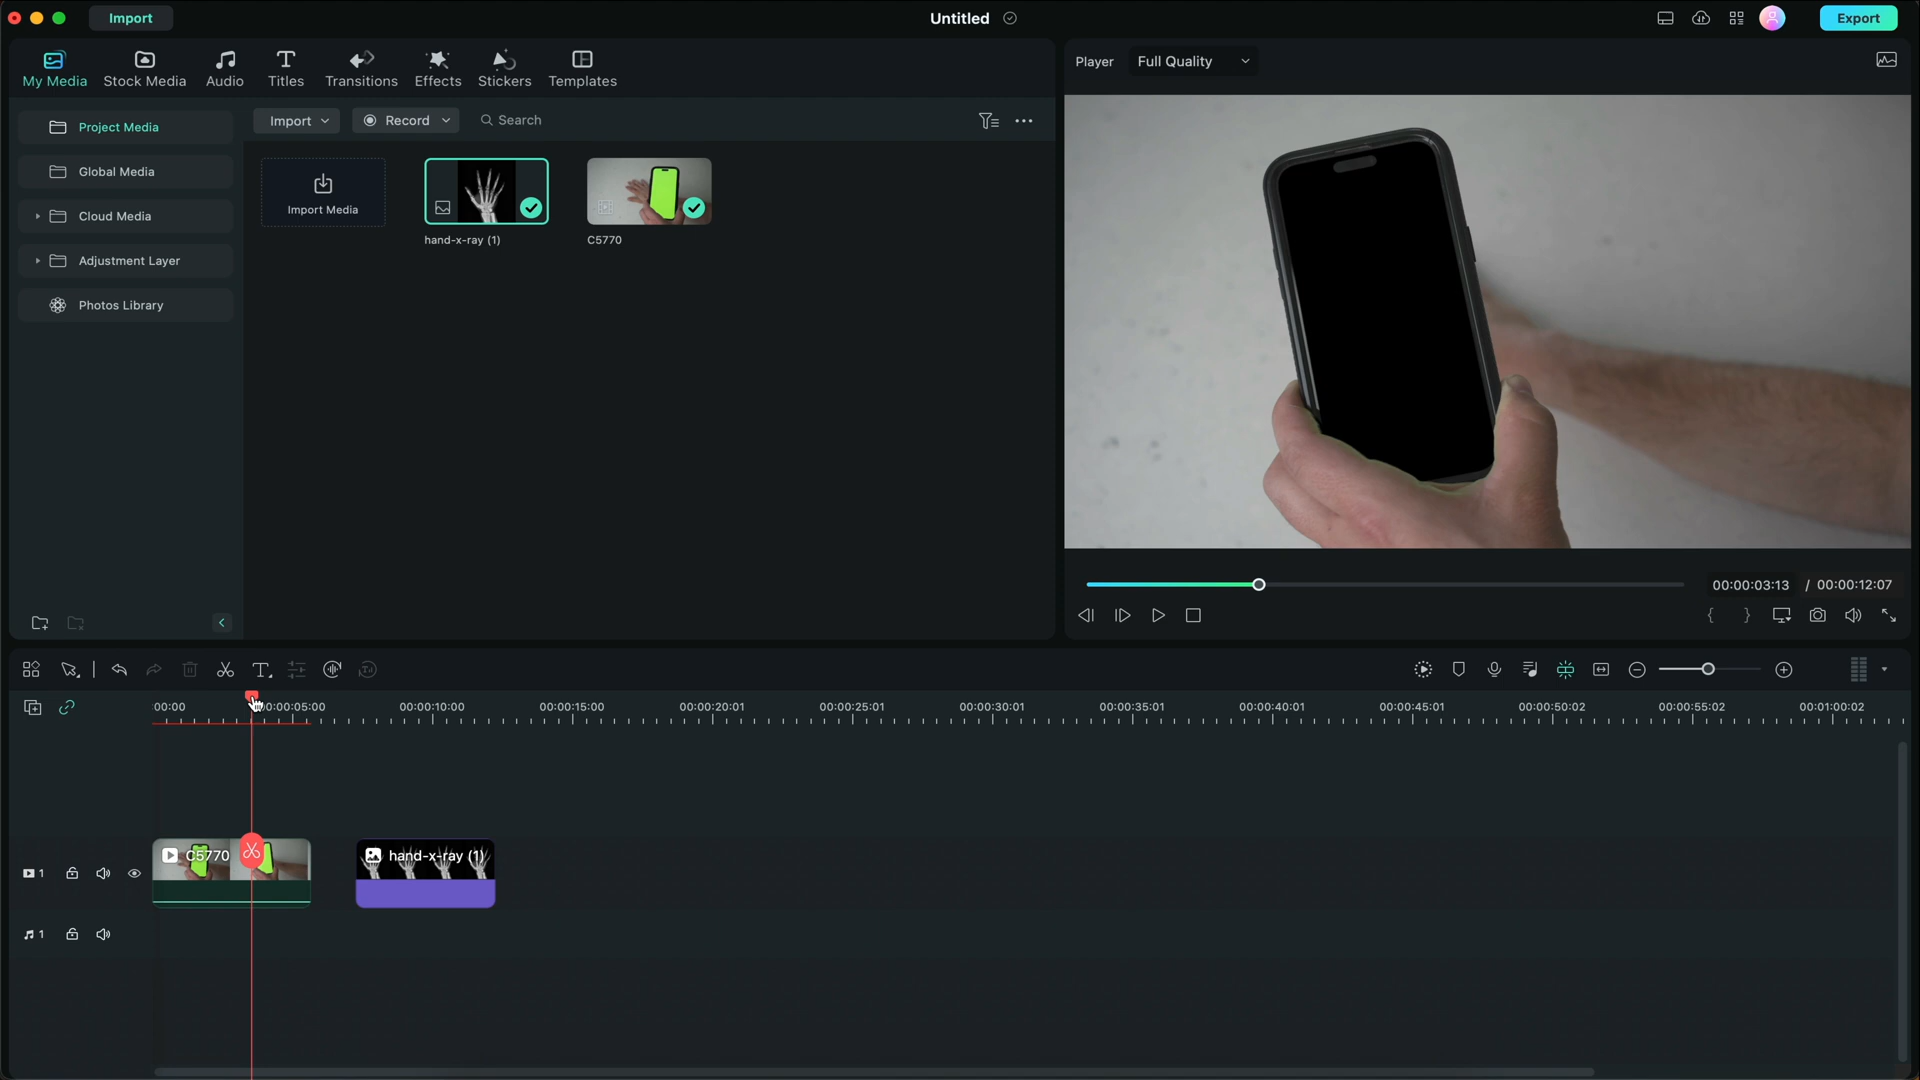 Import
Untitled
Export
My Media
Stock Media
Audio
Titles
Transitions
Effects
Stickers
Templates
Player
Full Quality
Project Media
Global Media
Cloud Media
Adjustment Layer
Photos Library
Import
Record
Search
Import Media
hand-x-ray (1)
C5770
00:00:03:13 / 00:00:12:07
:00:00
00:00:05:00
00:00:10:00
00:00:15:00
00:00:20:01
00:00:25:01
00:00:30:01
00:00:35:01
00:00:40:01
00:00:45:01
00:00:50:02
00:00:55:02
00:01:00:02
C5770
hand-x-ray (1)
1
1